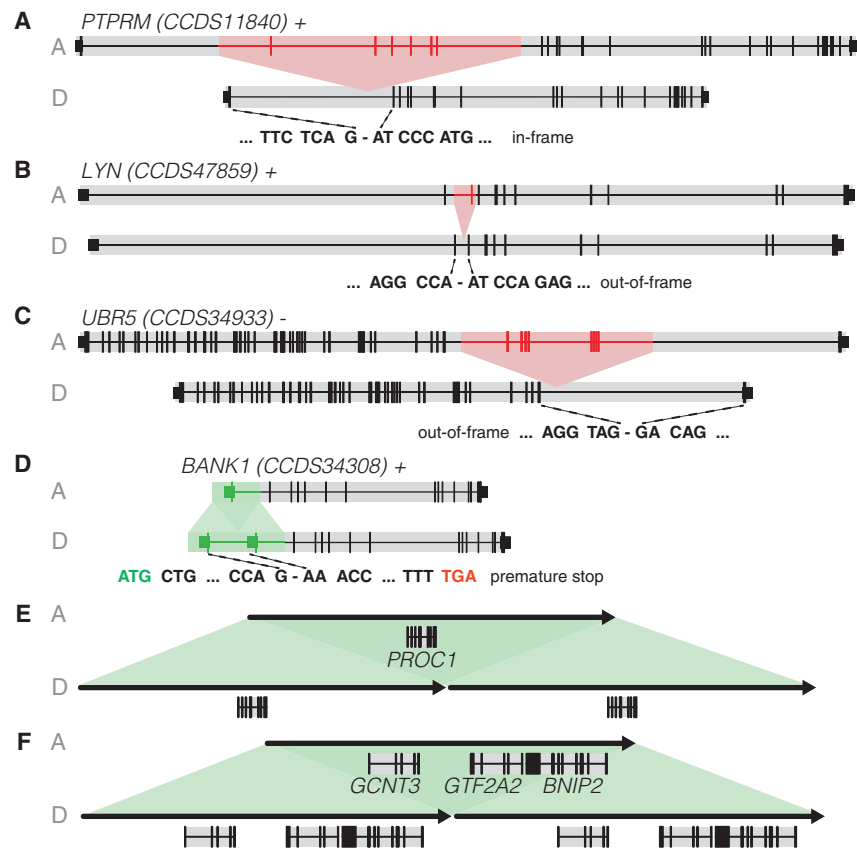 A PTPRM (CCDS11840) +
A
D
... TTC TCA G - AT CCC ATG ... in-frame
B LYN (CCDS47859) +
A
D
... AGG CCA - AT CCA GAG ... out-of-frame
C UBR5 (CCDS34933) -
A
D
out-of-frame ... AGG TAG - GA CAG ...
D BANK1 (CCDS34308) +
A
D
ATG CTG ... CCA G - AA ACC ... TTT TGA premature stop
E A
PROC1
D
F A
GCNT3 GTF2A2 BNIP2
D